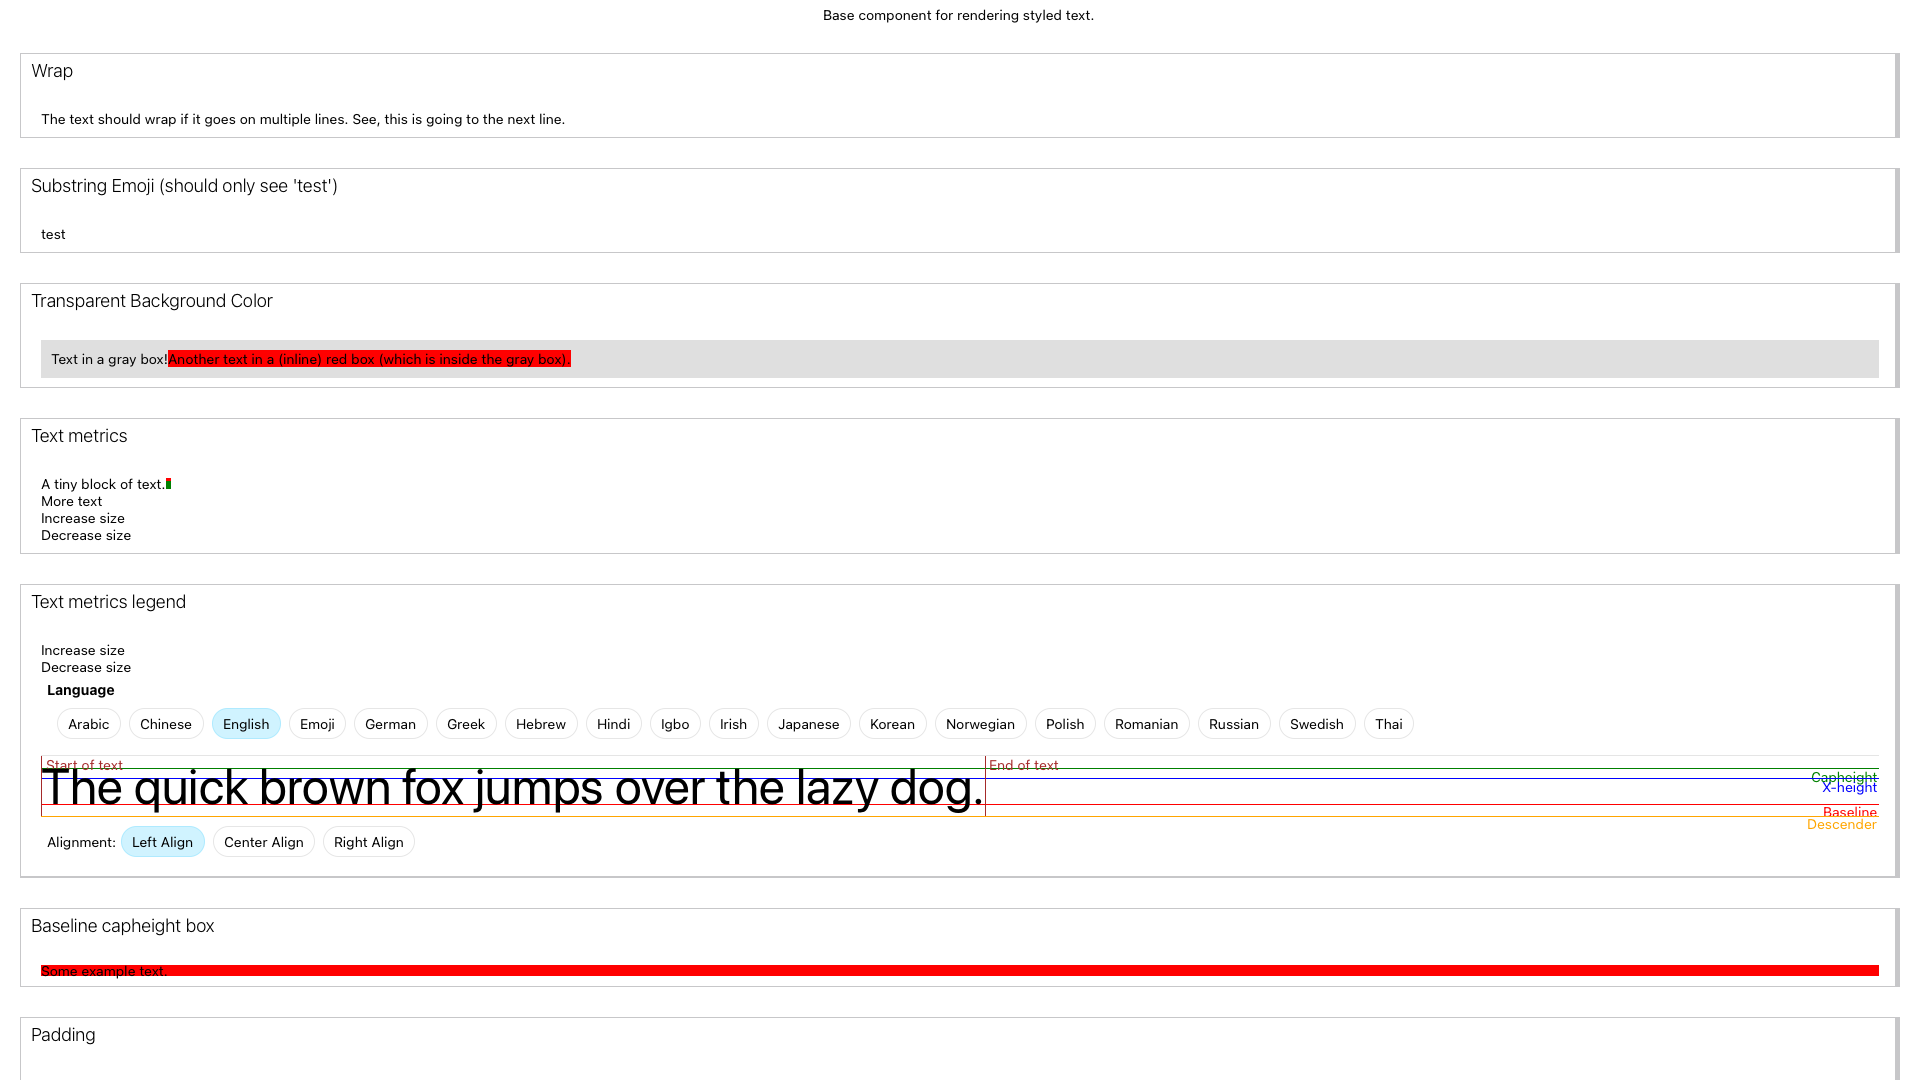 Base component for rendering styled text.
Wrap
The text should wrap if it goes on multiple lines. See, this is going to the next line.
Substring Emoji (should only see 'test')
test
Transparent Background Color
Text in a gray box!Another text in a (inline) red box (which is inside the gray box).
Text metrics
A tiny block of text.
More text
Increase size
Decrease size
Text metrics legend
Increase size
Decrease size
Language
Arabic Chinese English Emoji German Greek Hebrew Hindi Igbo Irish Japanese Korean Norwegian Polish Romanian Russian Swedish Thai
Start of text End of text
The quick brown fox jumps over the lazy dog.
Capheight
X-height
Baseline
Descender
Alignment: Left Align Center Align Right Align
Baseline capheight box
Some example text.
Padding